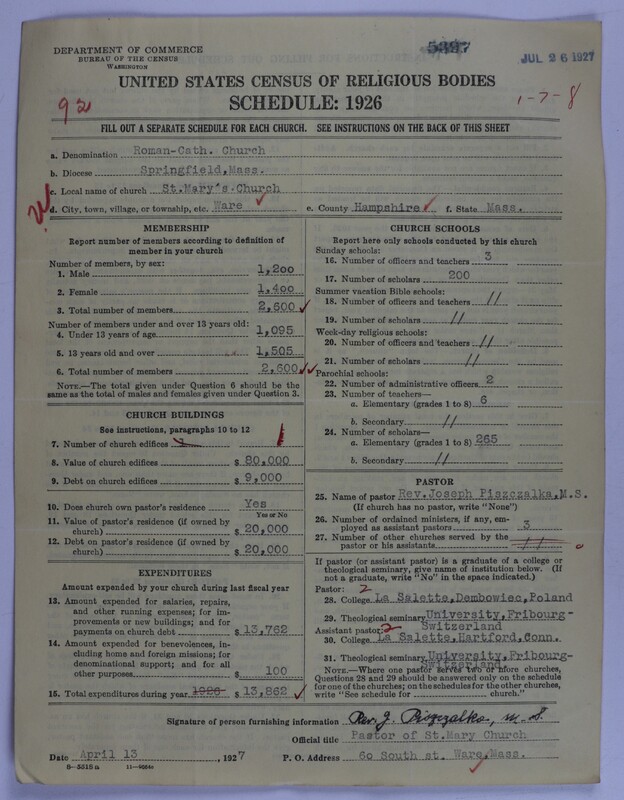 DEPARTMENT OF COMMERCE
BUREAU OF THE CENSUS
WASHINGTON
5327
JUL 26 1927
UNITED STATES CENSUS OF RELIGIOUS BODIES
SCHEDULE: 1926
92
1-7-8
FILL OUT A SEPARATE SCHEDULE FOR EACH CHURCH. SEE INSTRUCTIONS ON THE BACK OF THIS SHEET
a. Denomination Roman-Cath. Church
b. Diocese Springfield, Mass.
c. Local name of church St.Mary's Church
d. City, town, village, or township, etc. Ware e. County Hampshire f. State Mass.
MEMBERSHIP
Report number of members according to definition of
member in your church
Number of members, by sex:
1. Male 1,200
2. Female 1,400
3. Total number of members 2,600
Number of members under and over 13 years old:
4. Under 13 years of age 1,095
5. 13 years old and over 1,505
6. Total number of members 2,600
NOTE.—The total given under Question 6 should be the
same as the total of males and females given under Question 3.
CHURCH BUILDINGS
See instructions, paragraphs 10 to 12
7. Number of church edifices 1
8. Value of church edifices $ 80,000
9. Debt on church edifices $ 9,000
10. Does church own pastor's residence Yes
Yes or No
11. Value of pastor's residence (if owned by
church) $ 20,000
12. Debt on pastor's residence (if owned by
church) $ 20,000
EXPENDITURES
Amount expended by your church during last fiscal year
13. Amount expended for salaries, repairs,
and other running expenses; for im-
provements or new buildings; and for
payments on church debt $ 13,762
14. Amount expended for benevolences, in-
cluding home and foreign missions; for
denominational support; and for all
other purposes $ 100
15. Total expenditures during year 1926 $ 13,862
CHURCH SCHOOLS
Report here only schools conducted by this church
Sunday schools:
16. Number of officers and teachers 3
17. Number of scholars 200
Summer vacation Bible schools:
18. Number of officers and teachers //
19. Number of scholars //
Week-day religious schools:
20. Number of officers and teachers //
21. Number of scholars //
Parochial schools:
22. Number of administrative officers 2
23. Number of teachers—
a. Elementary (grades 1 to 8) 6
b. Secondary //
24. Number of scholars—
a. Elementary (grades 1 to 8) 265
b. Secondary //
PASTOR
25. Name of pastor Rev.Joseph Piszczalka, M.S.
(If church has no pastor, write "None")
26. Number of ordained ministers, if any, em-
ployed as assistant pastors 3
27. Number of other churches served by the
pastor or his assistants // 0
If pastor (or assistant pastor) is a graduate of a college or
theological seminary, give name of institution below. (If
not a graduate, write "No" in the space indicated.)
Pastor: 2
28. College La Salette, Dembowiec, Poland
29. Theological seminary University, Fribourg-
Switzerland
Assistant pastor: 2
30. College La Salette, Hartford, Conn.
31. Theological seminary University, Fribourg-
Switzerland
NOTE.—Where one pastor serves two or more churches,
Questions 28 and 29 should be answered only on the schedule
for one of the churches; on the schedules for the other churches,
write "See schedule for church."
Signature of person furnishing information Rev. J. Piszczalka, M. S.
Official title Pastor of St.Mary Church
Date April 13, 1927 P. O. Address 60 South st. Ware, Mass.
8-5315a